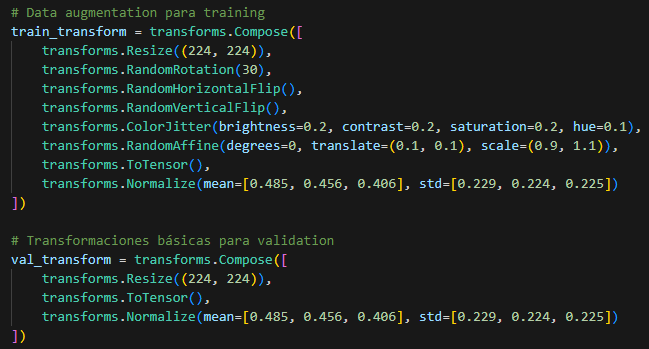 # Data augmentation para training
train_transform = transforms.Compose([
    transforms.Resize((224, 224)),
    transforms.RandomRotation(30),
    transforms.RandomHorizontalFlip(),
    transforms.RandomVerticalFlip(),
    transforms.ColorJitter(brightness=0.2, contrast=0.2, saturation=0.2, hue=0.1),
    transforms.RandomAffine(degrees=0, translate=(0.1, 0.1), scale=(0.9, 1.1)),
    transforms.ToTensor(),
    transforms.Normalize(mean=[0.485, 0.456, 0.406], std=[0.229, 0.224, 0.225])
])

# Transformaciones básicas para validation
val_transform = transforms.Compose([
    transforms.Resize((224, 224)),
    transforms.ToTensor(),
    transforms.Normalize(mean=[0.485, 0.456, 0.406], std=[0.229, 0.224, 0.225])
])